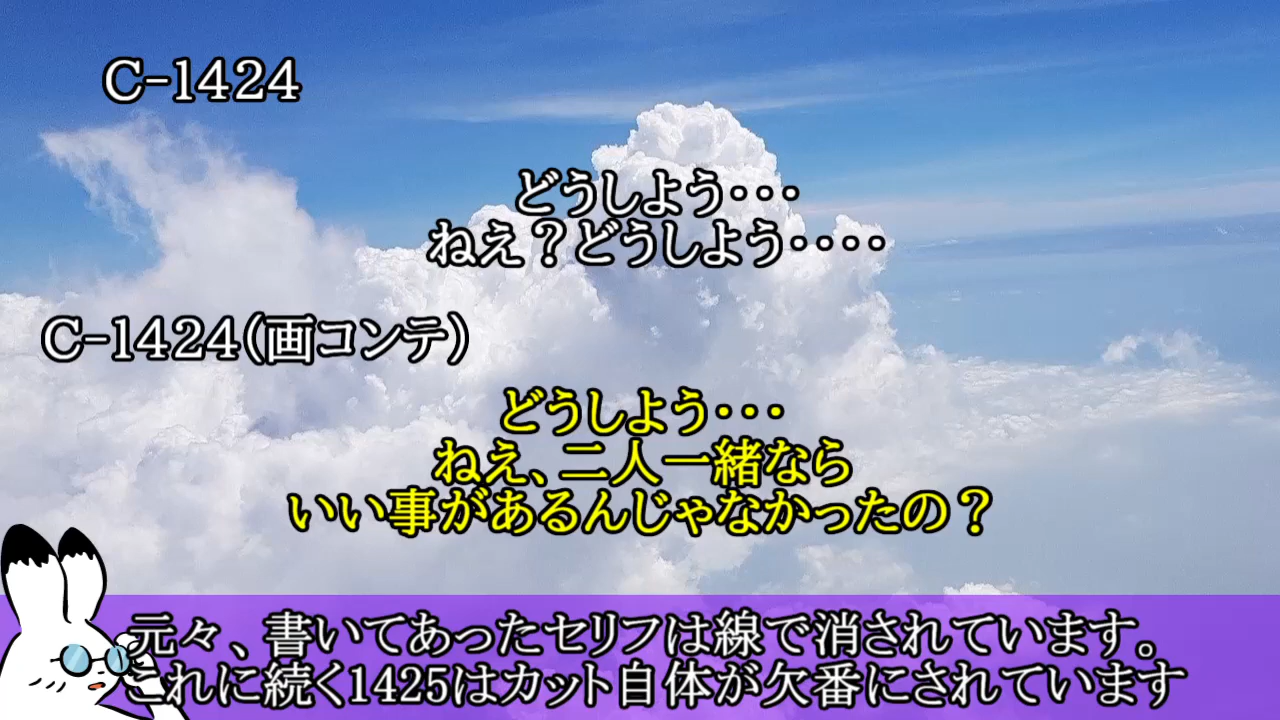 C-1424
どうしよう・・・
ねえ？どうしよう・・・・
C-1424（画コンテ）
どうしよう・・・
ねえ、二人一緒なら
いい事があるんじゃなかったの？
元々、書いてあったセリフは線で消されています。
これに続く1425はカット自体が欠番にされています